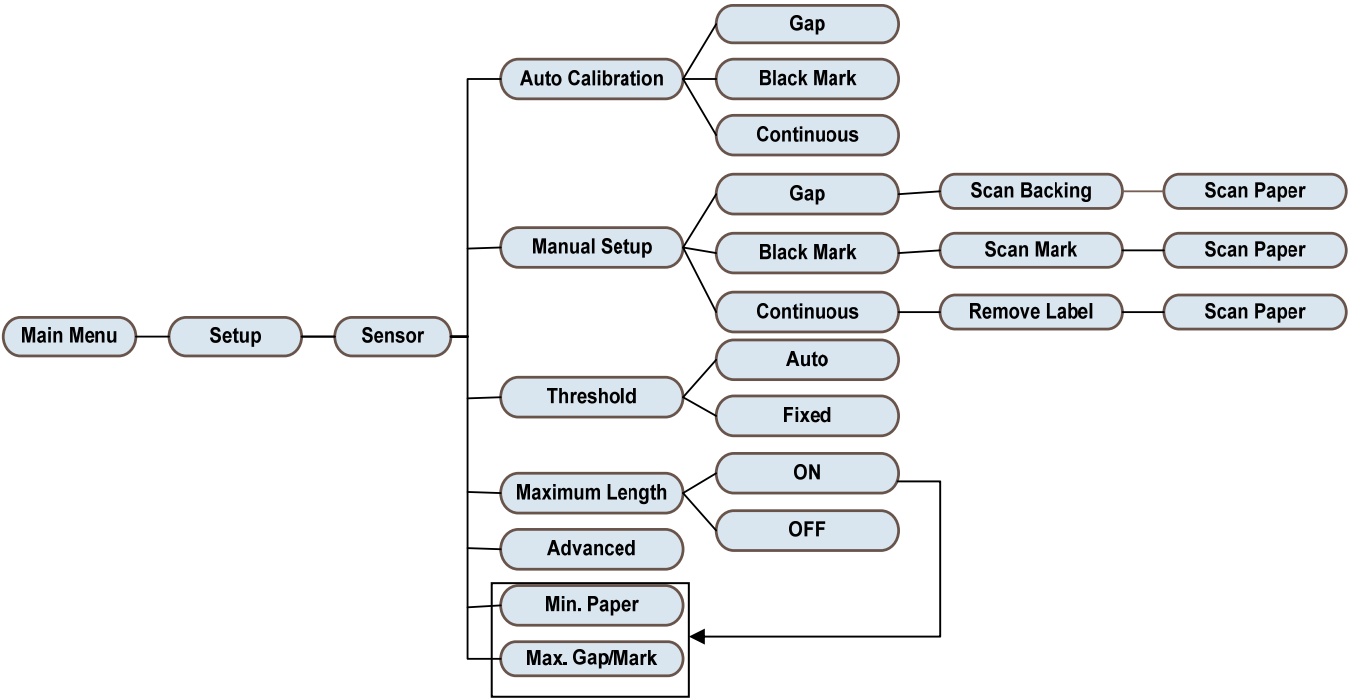 Main Menu
Setup
Sensor
Auto Calibration
Gap
Black Mark
Continuous
Manual Setup
Gap
Scan Backing
Scan Paper
Black Mark
Scan Mark
Scan Paper
Continuous
Remove Label
Scan Paper
Threshold
Auto
Fixed
Maximum Length
ON
OFF
Advanced
Min. Paper
Max. Gap/Mark